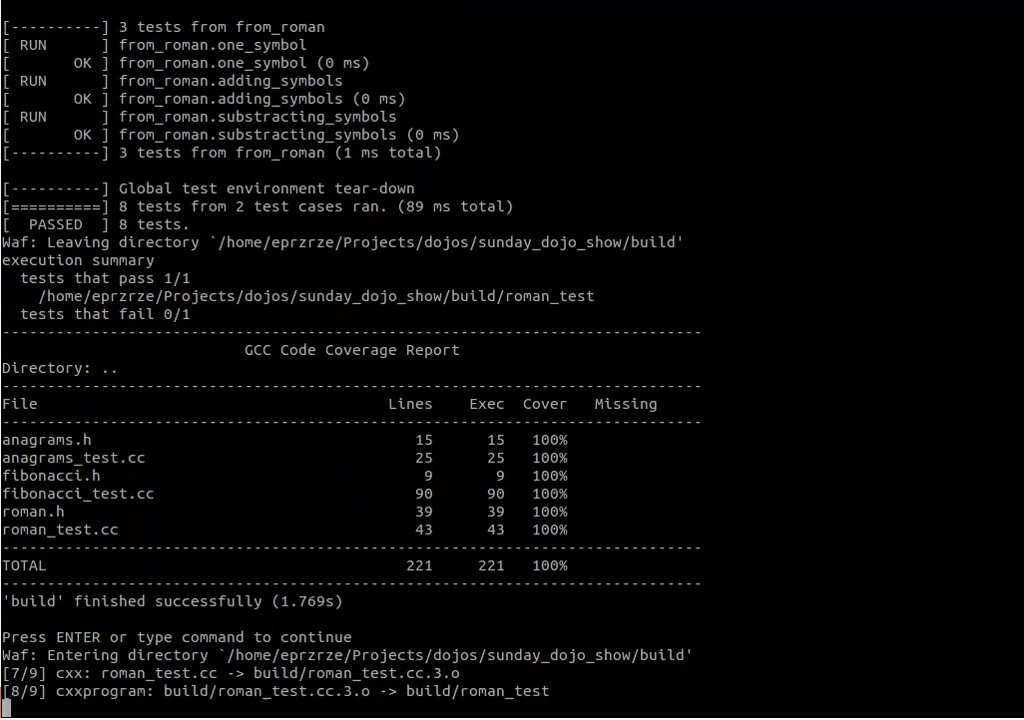 [----------] 3 tests from from_roman
[ RUN      ] from_roman.one_symbol
[       OK ] from_roman.one_symbol (0 ms)
[ RUN      ] from_roman.adding_symbols
[       OK ] from_roman.adding_symbols (0 ms)
[ RUN      ] from_roman.substracting_symbols
[       OK ] from_roman.substracting_symbols (0 ms)
[----------] 3 tests from from_roman (1 ms total)

[----------] Global test environment tear-down
[==========] 8 tests from 2 test cases ran. (89 ms total)
[  PASSED  ] 8 tests.
Waf: Leaving directory `/home/eprzrze/Projects/dojos/sunday_dojo_show/build'
execution summary
  tests that pass 1/1
    /home/eprzrze/Projects/dojos/sunday_dojo_show/build/roman_test
  tests that fail 0/1
------------------------------------------------------------------------------
                           GCC Code Coverage Report
Directory: ..
------------------------------------------------------------------------------
File                                       Lines    Exec  Cover   Missing
------------------------------------------------------------------------------
anagrams.h                                    15      15   100%
anagrams_test.cc                              25      25   100%
fibonacci.h                                    9       9   100%
fibonacci_test.cc                             90      90   100%
roman.h                                       39      39   100%
roman_test.cc                                 43      43   100%
------------------------------------------------------------------------------
TOTAL                                        221     221   100%
------------------------------------------------------------------------------
'build' finished successfully (1.769s)

Press ENTER or type command to continue
Waf: Entering directory `/home/eprzrze/Projects/dojos/sunday_dojo_show/build'
[7/9] cxx: roman_test.cc -> build/roman_test.cc.3.o
[8/9] cxxprogram: build/roman_test.cc.3.o -> build/roman_test